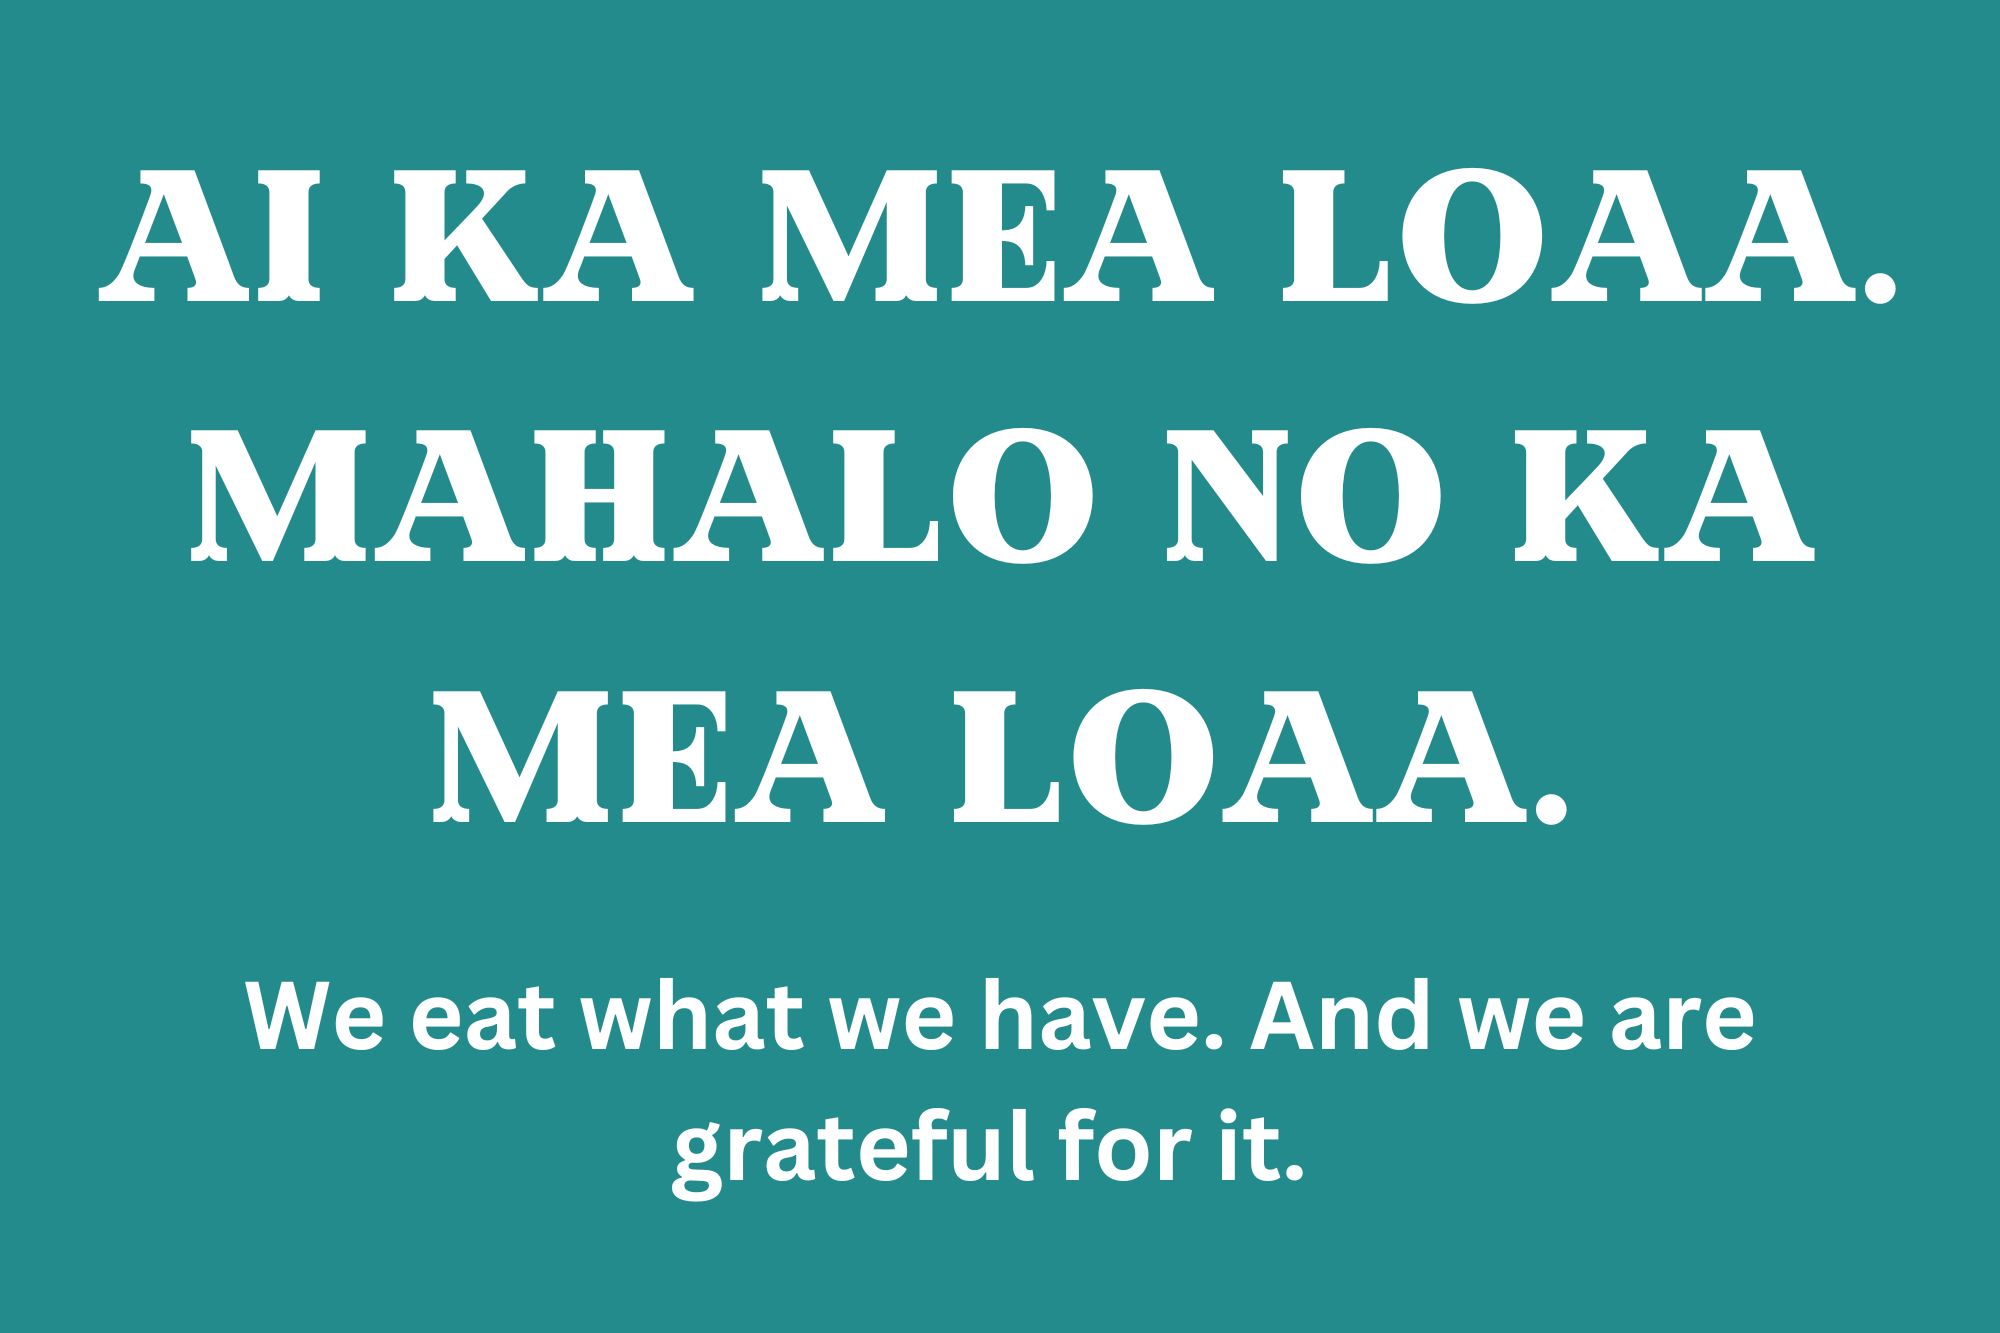 AI KA MEA LOAA.
MAHALO NO KA
MEA LOAA.
We eat what we have. And we are
grateful for it.